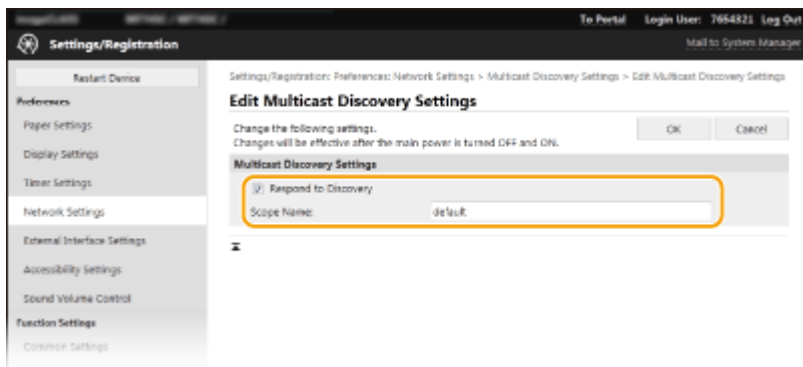 To Portal Login User: 7654321 Log Out
Settings/Registration
Mail to System Manager
Restart Device
Preferences
Paper Settings
Display Settings
Timer Settings
Network Settings
External Interface Settings
Accessibility Settings
Sound Volume Control
Function Settings
Common Settings
Settings/Registration: Preferences: Network Settings > Multicast Discovery Settings > Edit Multicast Discovery Settings
Edit Multicast Discovery Settings
Change the following settings.
Changes will be effective after the main power is turned OFF and ON.
OK Cancel
Multicast Discovery Settings
Respond to Discovery
Scope Name: default